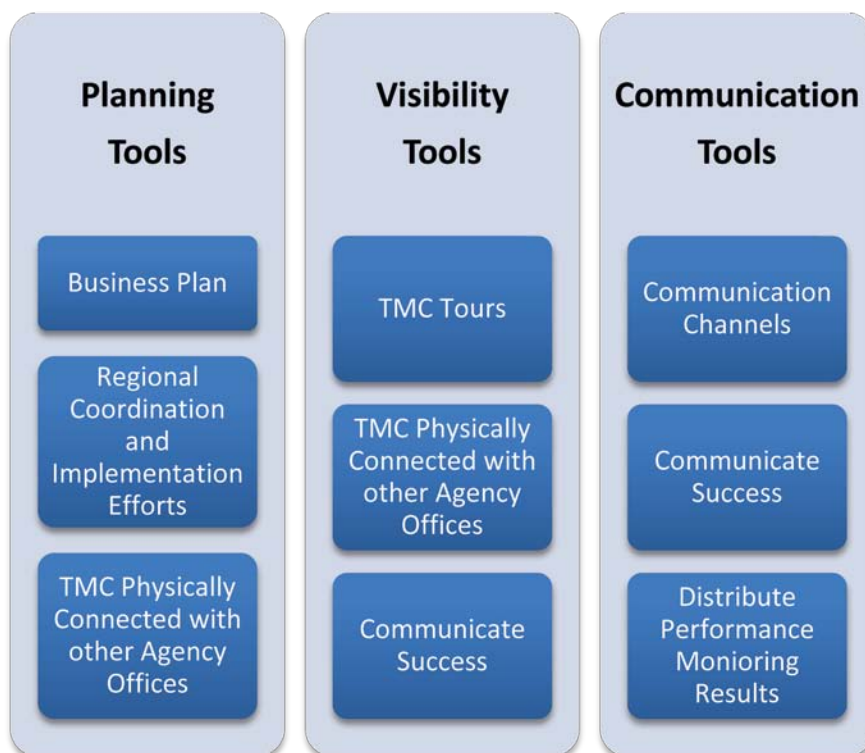 Planning
Tools
Business Plan
Regional
Coordination
and
Implementation
Efforts
TMC Physically
Connected with
other Agency
Offices
Visibility
Tools
TMC Tours
TMC Physically
Connected with
other Agency
Offices
Communicate
Success
Communication
Tools
Communication
Channels
Communicate
Success
Distribute
Performance
Monioring
Results